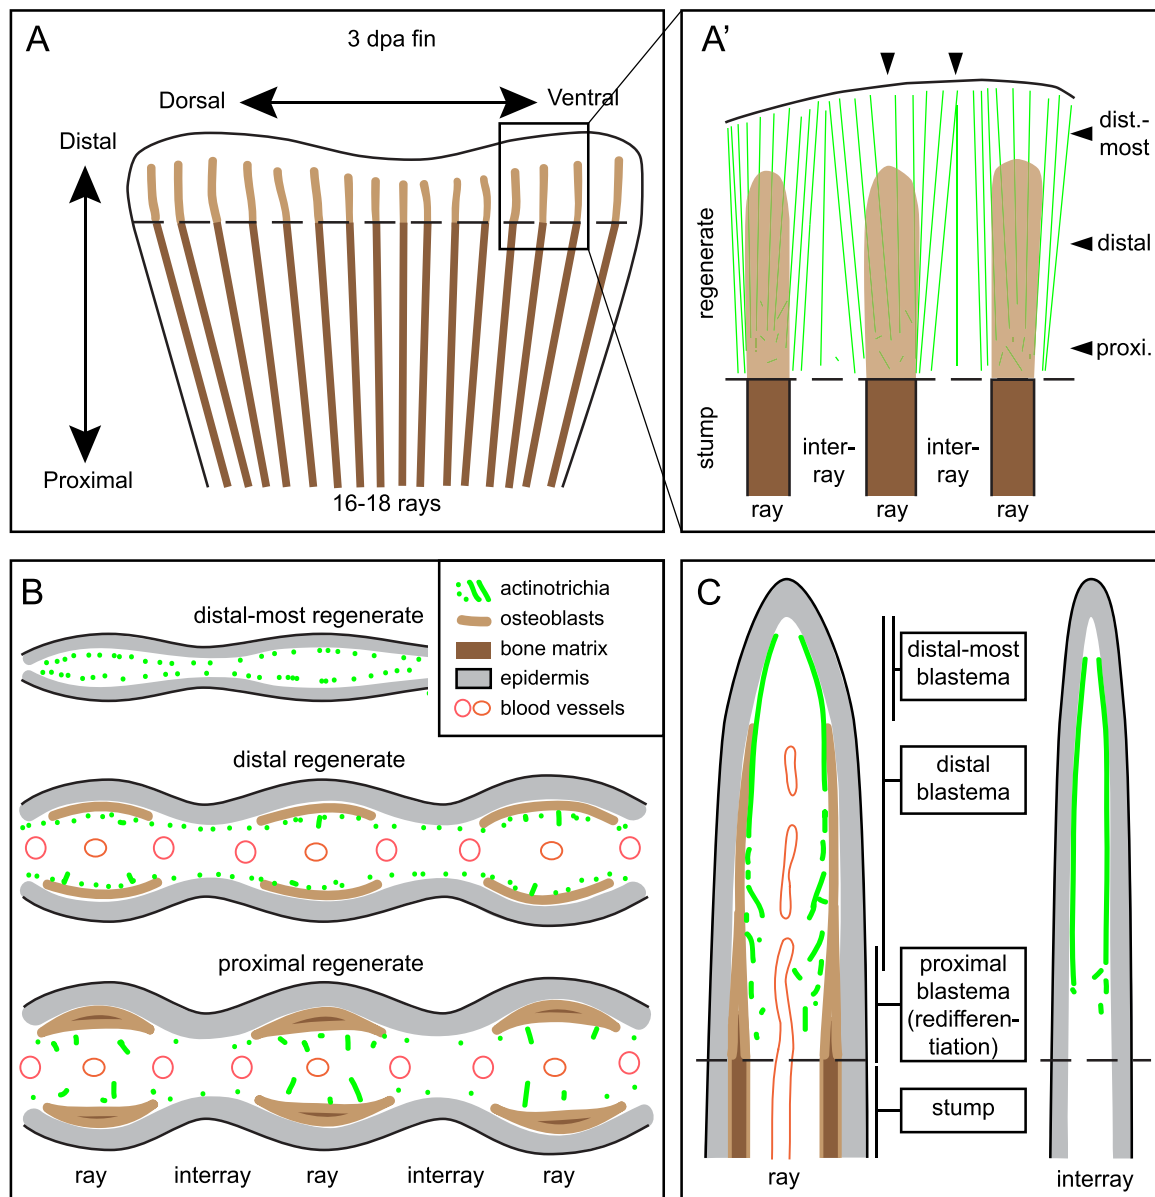 A
3 dpa fin
Dorsal
Ventral
Distal
Proximal
16-18 rays
A’
dist.-
most
distal
proxi.
regenerate
stump
inter-
ray
inter-
ray
ray
ray
ray
B
distal-most regenerate
actinotrichia
osteoblasts
bone matrix
epidermis
blood vessels
distal regenerate
proximal regenerate
ray
interray
ray
interray
ray
C
distal-most
blastema
distal
blastema
proximal
blastema
(redifferen-
tiation)
stump
ray
interray